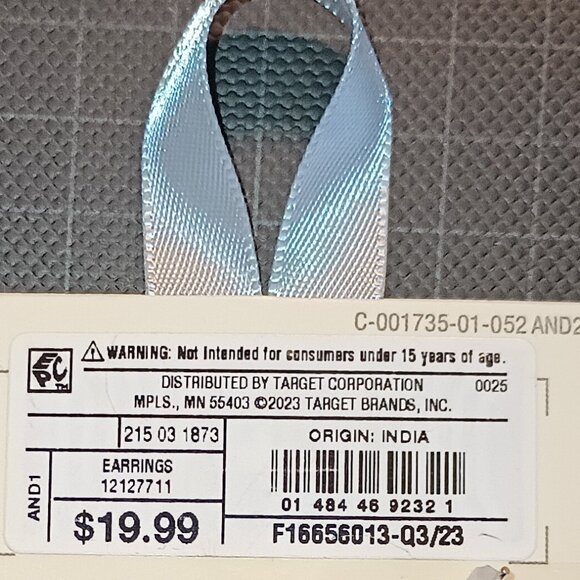 C-001735-01-052 AND2
EPC™
⚠ WARNING: Not Intended for consumers under 15 years of age.
DISTRIBUTED BY TARGET CORPORATION 0025
MPLS., MN 55403 ©2023 TARGET BRANDS, INC.
215 03 1873
ORIGIN: INDIA
AND1
EARRINGS
12127711
01 484 46 9232 1
$19.99
F16656013-Q3/23